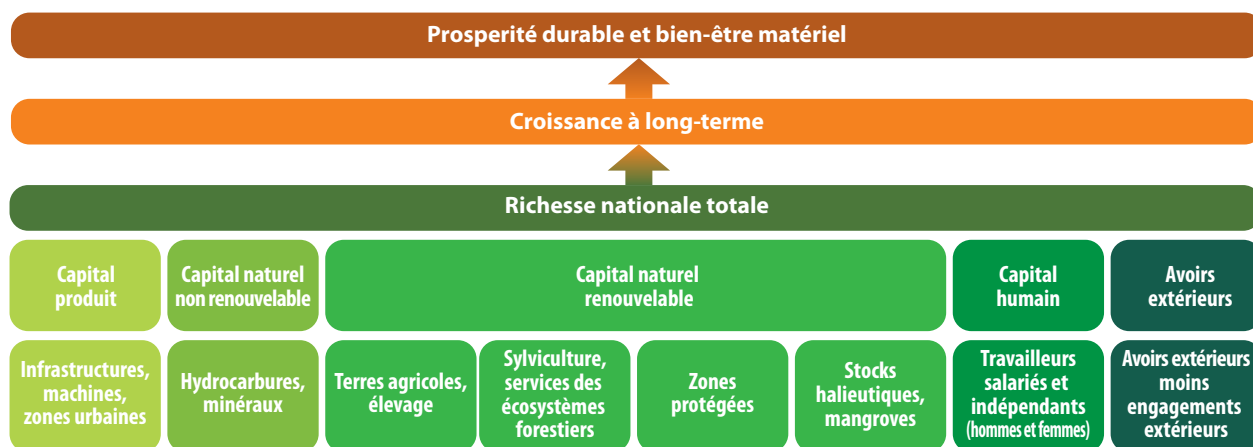 Prosperité durable et bien-être matériel
Croissance à long-terme
Richesse nationale totale
Capital
produit
Capital naturel
non renouvelable
Capital naturel
renouvelable
Capital
humain
Avoirs
extérieurs
Infrastructures,
machines,
zones urbaines
Hydrocarbures,
minéraux
Terres agricoles,
élevage
Sylviculture,
services des
écosystèmes
forestiers
Zones
protégées
Stocks
halieutiques,
mangroves
Travailleurs
salariés et
indépendants
(hommes et femmes)
Avoirs extérieurs
moins
engagements
extérieurs